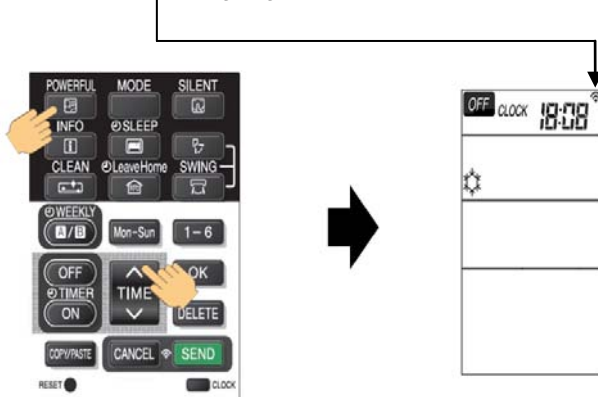 POWERFUL MODE SILENT
INFO SLEEP
CLEAN LeaveHome SWING
WEEKLY
A/B Mon-Sun 1-6
OFF OK
TIMER TIME
ON DELETE
COPY/PASTE CANCEL SEND
RESET CLOCK
OFF CLOCK 18:08